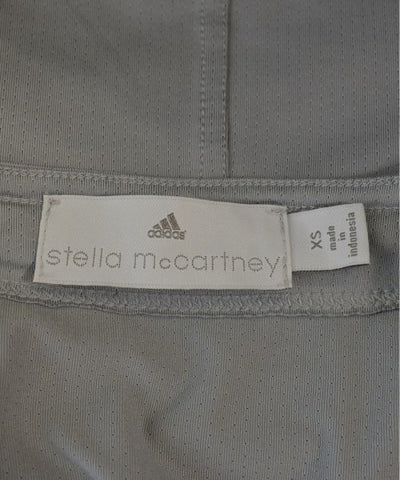 adidas
stella mccartney
XS
made
in
indonesia